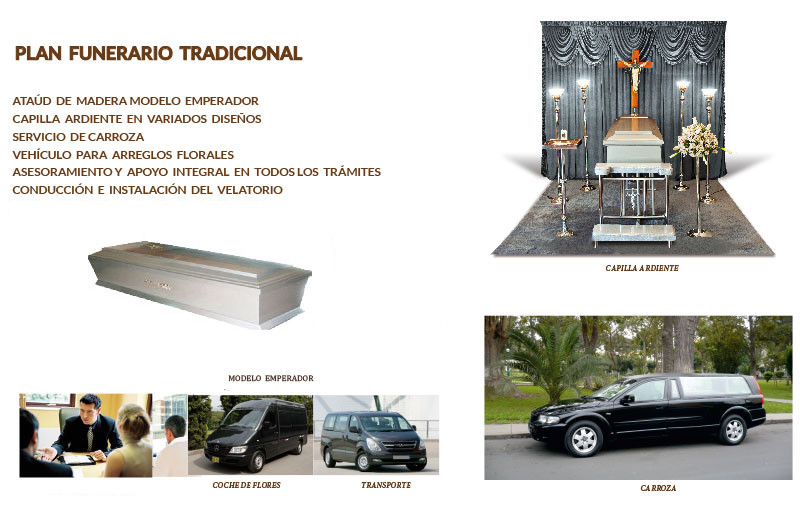 PLAN FUNERARIO TRADICIONAL
ATAÚD DE MADERA MODELO EMPERADOR
CAPILLA ARDIENTE EN VARIADOS DISEÑOS
SERVICIO DE CARROZA
VEHÍCULO PARA ARREGLOS FLORALES
ASESORAMIENTO Y APOYO INTEGRAL EN TODOS LOS TRÁMITES
CONDUCCIÓN E INSTALACIÓN DEL VELATORIO
CAPILLA ARDIENTE
MODELO EMPERADOR
COCHE DE FLORES
TRANSPORTE
CARROZA